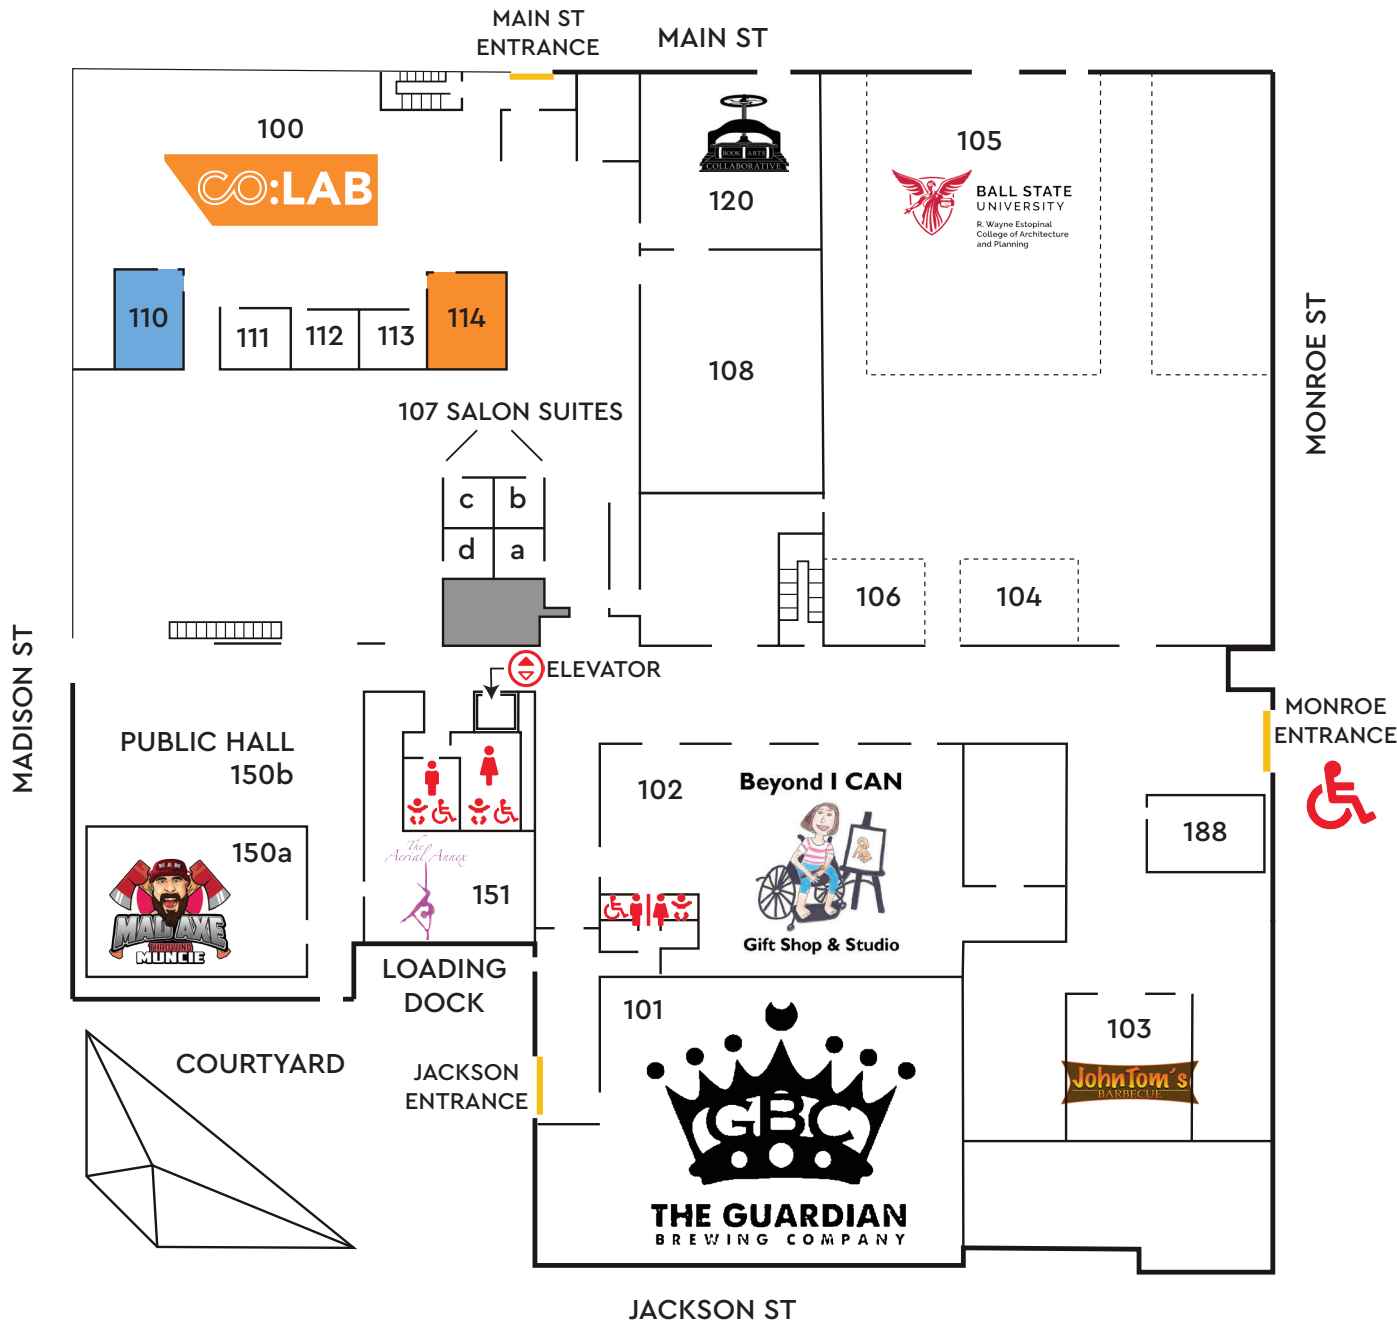 MAIN ST
ENTRANCE
MAIN ST
100
CO:LAB
BOOK ARTS
COLLABORATIVE
120
105
BALL STATE
UNIVERSITY
R. Wayne Estopinal
College of Architecture
and Planning
110
111
112
113
114
108
MONROE ST
107 SALON SUITES
c
b
d
a
106
104
MADISON ST
ELEVATOR
PUBLIC HALL
150b
MONROE
ENTRANCE
102
Beyond I CAN
Gift Shop & Studio
188
150a
MAM
MAD AXE
THROWING
MUNCIE
The
Aerial Annex
151
LOADING
DOCK
101
GBC
THE GUARDIAN
BREWING COMPANY
103
JohnTom's
BARBECUE
COURTYARD
JACKSON
ENTRANCE
JACKSON ST